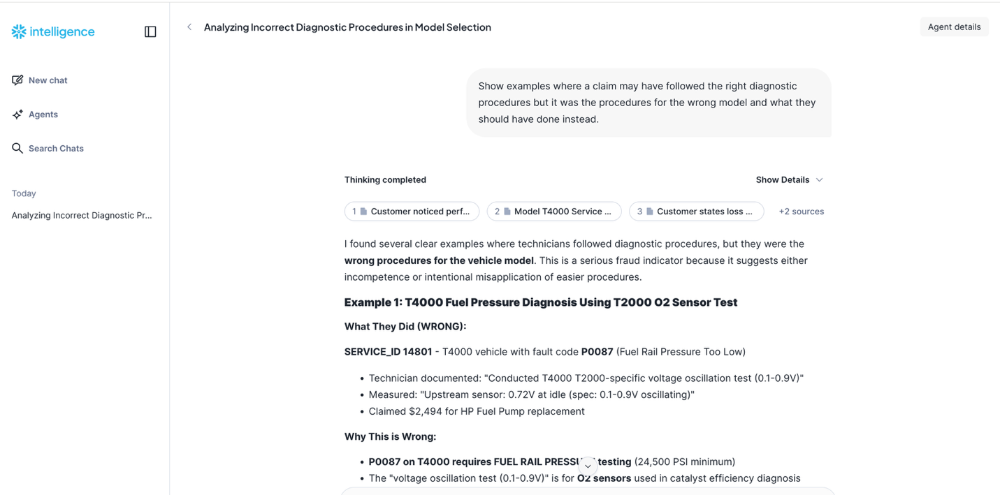 intelligence
New chat
Agents
Search Chats
Today
Analyzing Incorrect Diagnostic Pr...
Analyzing Incorrect Diagnostic Procedures in Model Selection
Agent details
Show examples where a claim may have followed the right diagnostic
procedures but it was the procedures for the wrong model and what they
should have done instead.
Thinking completed
Show Details
1 Customer noticed perf...
2 Model T4000 Service ...
3 Customer states loss ...
+2 sources
I found several clear examples where technicians followed diagnostic procedures, but they were the
wrong procedures for the vehicle model. This is a serious fraud indicator because it suggests either
incompetence or intentional misapplication of easier procedures.
Example 1: T4000 Fuel Pressure Diagnosis Using T2000 O2 Sensor Test
What They Did (WRONG):
SERVICE_ID 14801 - T4000 vehicle with fault code P0087 (Fuel Rail Pressure Too Low)
• Technician documented: "Conducted T4000 T2000-specific voltage oscillation test (0.1-0.9V)"
• Measured: "Upstream sensor: 0.72V at idle (spec: 0.1-0.9V oscillating)"
• Claimed $2,494 for HP Fuel Pump replacement
Why This is Wrong:
• P0087 on T4000 requires FUEL RAIL testing (24,500 PSI minimum)
• The "voltage oscillation test (0.1-0.9V)" is for O2 sensors used in catalyst efficiency diagnosis